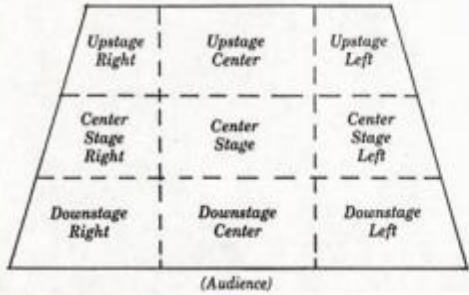 Upstage
Right
Upstage
Center
Upstage
Left
Center
Stage
Right
Center
Stage
Center
Stage
Left
Downstage
Right
Downstage
Center
Downstage
Left
(Audience)